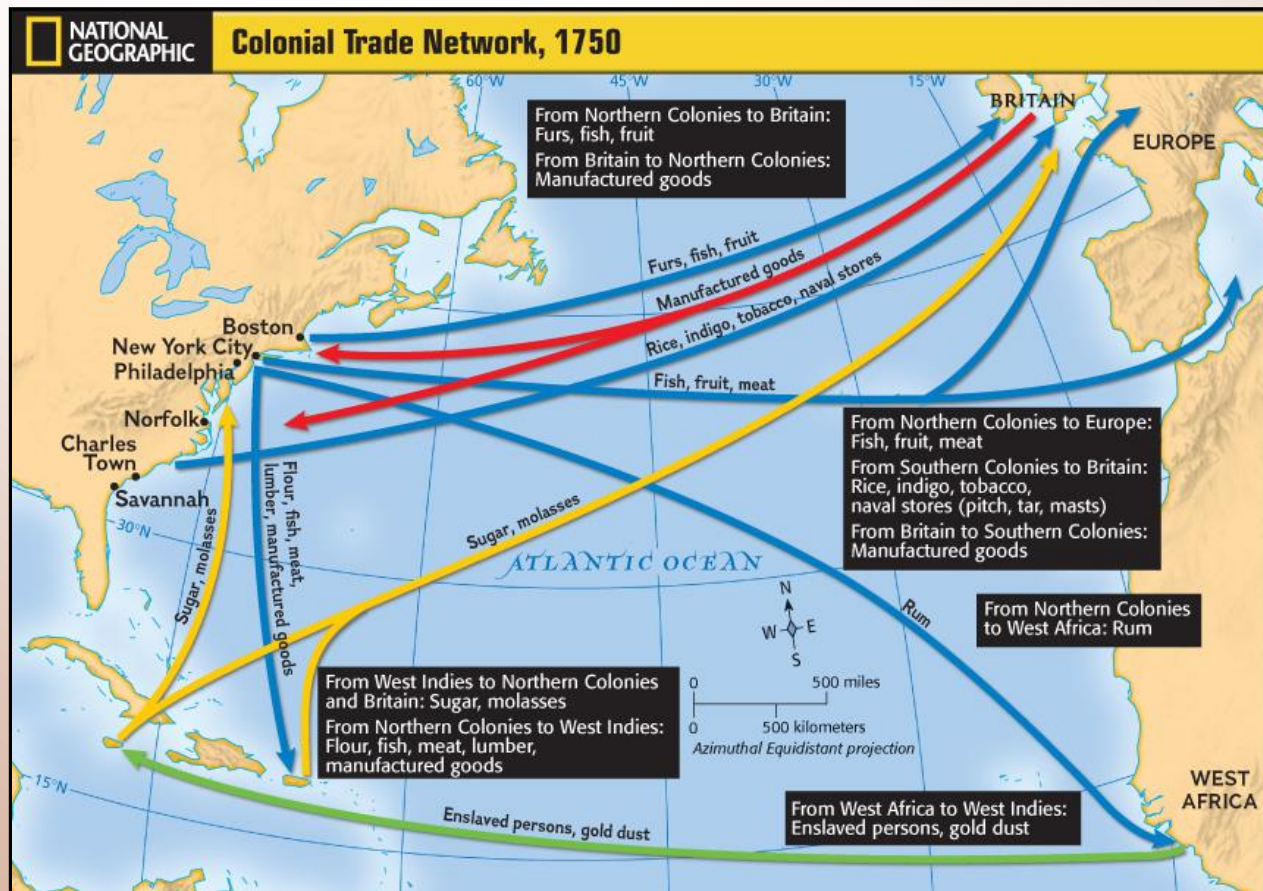 NATIONAL
GEOGRAPHIC
Colonial Trade Network, 1750
60°W
45°W
30°W
15°W
BRITAIN
EUROPE
From Northern Colonies to Britain:
Furs, fish, fruit
From Britain to Northern Colonies:
Manufactured goods
Furs, fish, fruit
Manufactured goods
Rice, indigo, tobacco, naval stores
Boston
New York City
Philadelphia
Fish, fruit, meat
Norfolk
Charles
Town
Savannah
30°N
From Northern Colonies to Europe:
Fish, fruit, meat
From Southern Colonies to Britain:
Rice, indigo, tobacco,
naval stores (pitch, tar, masts)
From Britain to Southern Colonies:
Manufactured goods
Flour, fish, meat,
lumber, manufactured goods
Sugar, molasses
Sugar, molasses
ATLANTIC OCEAN
Rum
N
W E
S
From Northern Colonies
to West Africa: Rum
From West Indies to Northern Colonies
and Britain: Sugar, molasses
From Northern Colonies to West Indies:
Flour, fish, meat, lumber,
manufactured goods
0 500 miles
0 500 kilometers
Azimuthal Equidistant projection
15°N
WEST
AFRICA
Enslaved persons, gold dust
From West Africa to West Indies:
Enslaved persons, gold dust